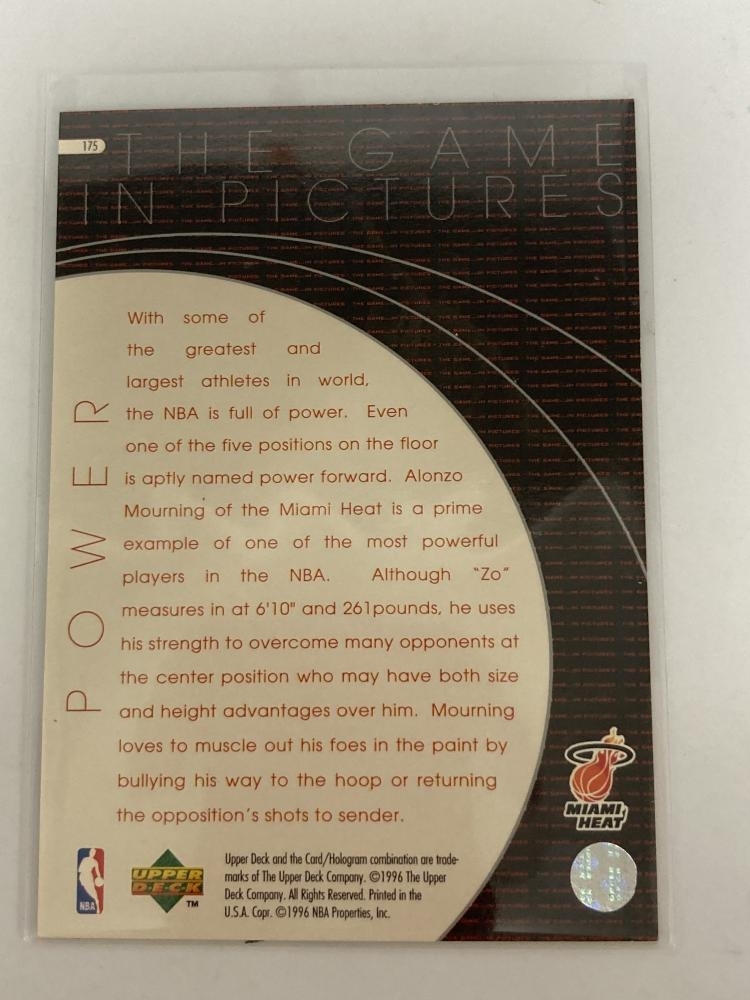 175
THE GAME
IN PICTURES
POWER
With some of
the greatest and
largest athletes in world,
the NBA is full of power. Even
one of the five positions on the floor
is aptly named power forward. Alonzo
Mourning of the Miami Heat is a prime
example of one of the most powerful
players in the NBA. Although "Zo"
measures in at 6'10" and 261pounds, he uses
his strength to overcome many opponents at
the center position who may have both size
and height advantages over him. Mourning
loves to muscle out his foes in the paint by
bullying his way to the hoop or returning
the opposition's shots to sender.
MIAMI
HEAT
NBA
UPPER
DECK
TM
Upper Deck and the Card/Hologram combination are trade-
marks of The Upper Deck Company. ©1996 The Upper
Deck Company. All Rights Reserved. Printed in the
U.S.A. Copr. ©1996 NBA Properties, Inc.